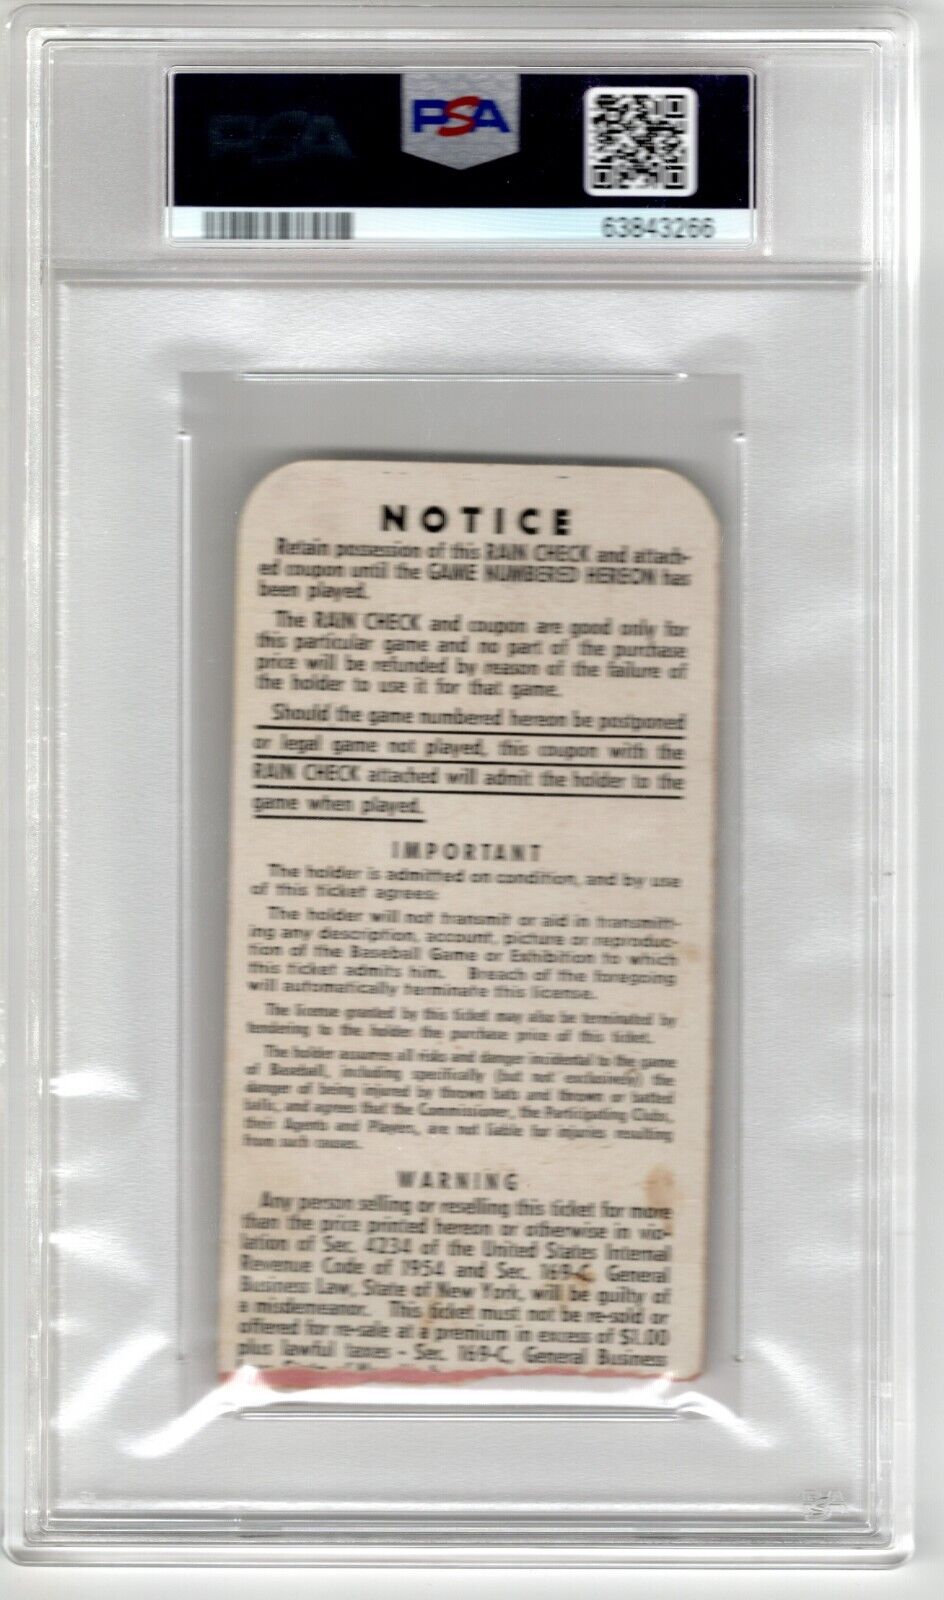 PSA
PSA
63843266
NOTICE
Retain possession of this RAIN CHECK and attach-
ed coupon until the GAME NUMBERED HEREON has
been played.
The RAIN CHECK and coupon are good only for
this particular game and no part of the purchase
price will be refunded by reason of the failure of
the holder to use it for that game.
Should the game numbered hereon be postponed
or legal game not played, this coupon with the
RAIN CHECK attached will admit the holder to the
game when played.
IMPORTANT
The holder is admitted on condition, and by use
of this ticket agrees:
The holder will not transmit or aid in transmitt-
ing any description, account, picture or reproduc-
tion of the Baseball Game or Exhibition to which
this ticket admits him. Breach of the foregoing
will automatically terminate this license.
The license granted by this ticket may also be terminated by
tendering to the holder the purchase price of this ticket.
The holder assumes all risks and danger incidental to the game
of Baseball, including specifically (but not exclusively) the
danger of being injured by thrown bats and thrown or batted
balls, and agrees that the Commissioner, the Participating Clubs,
their Agents and Players, are not liable for injuries resulting
from such causes.
WARNING
Any person selling or reselling this ticket for more
than the price printed hereon or otherwise in vio-
lation of Sec. 4234 of the United States Internal
Revenue Code of 1954 and Sec. 169-C, General
Business Law, State of New York, will be guilty of
a misdemeanor. This ticket must not be re-sold or
offered for re-sale at a premium in excess of $1.00
plus lawful taxes - Sec. 169-C, General Business
PSA